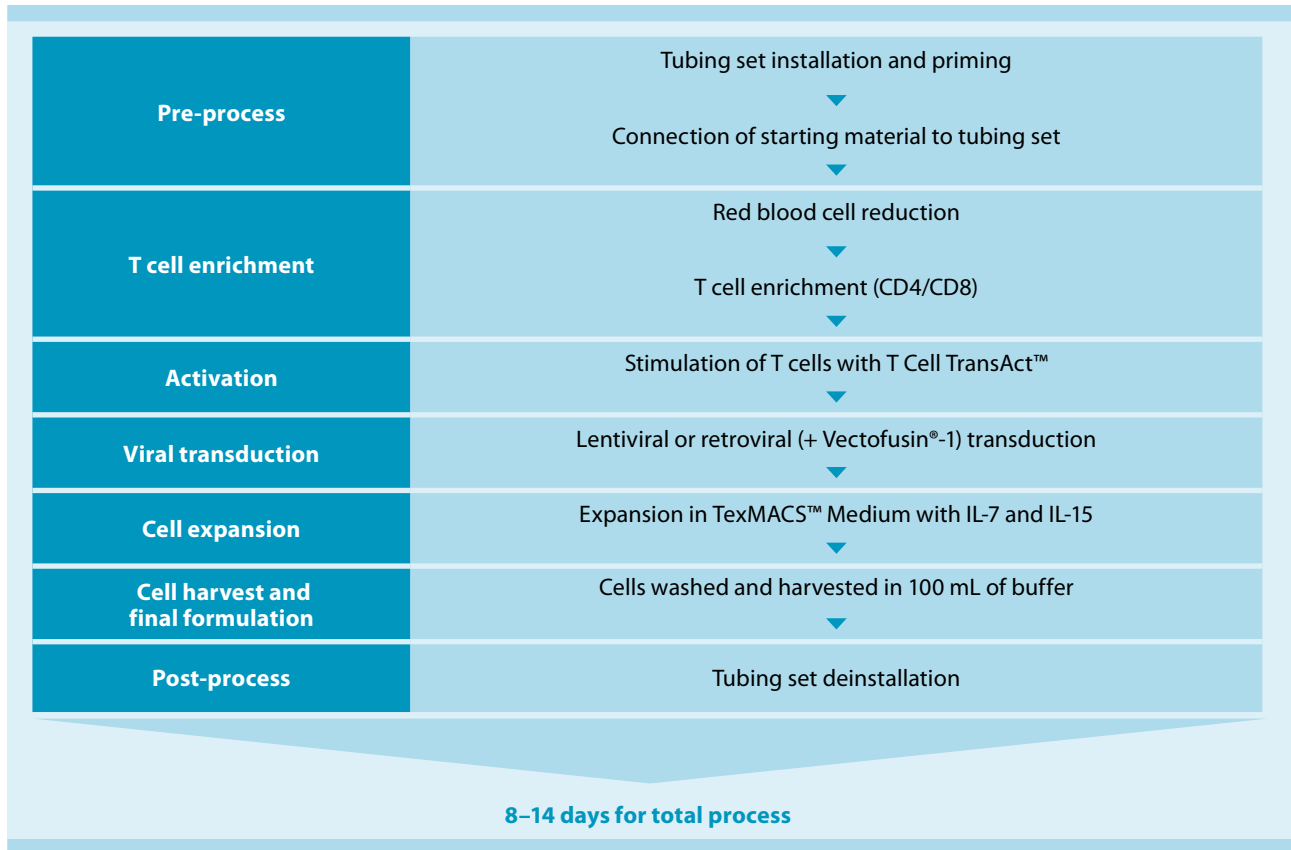 Pre-process
Tubing set installation and priming
Connection of starting material to tubing set
T cell enrichment
Red blood cell reduction
T cell enrichment (CD4/CD8)
Activation
Stimulation of T cells with T Cell TransAct™
Viral transduction
Lentiviral or retroviral (+ Vectofusin®-1) transduction
Cell expansion
Expansion in TexMACS™ Medium with IL-7 and IL-15
Cell harvest and
final formulation
Cells washed and harvested in 100 mL of buffer
Post-process
Tubing set deinstallation
8–14 days for total process